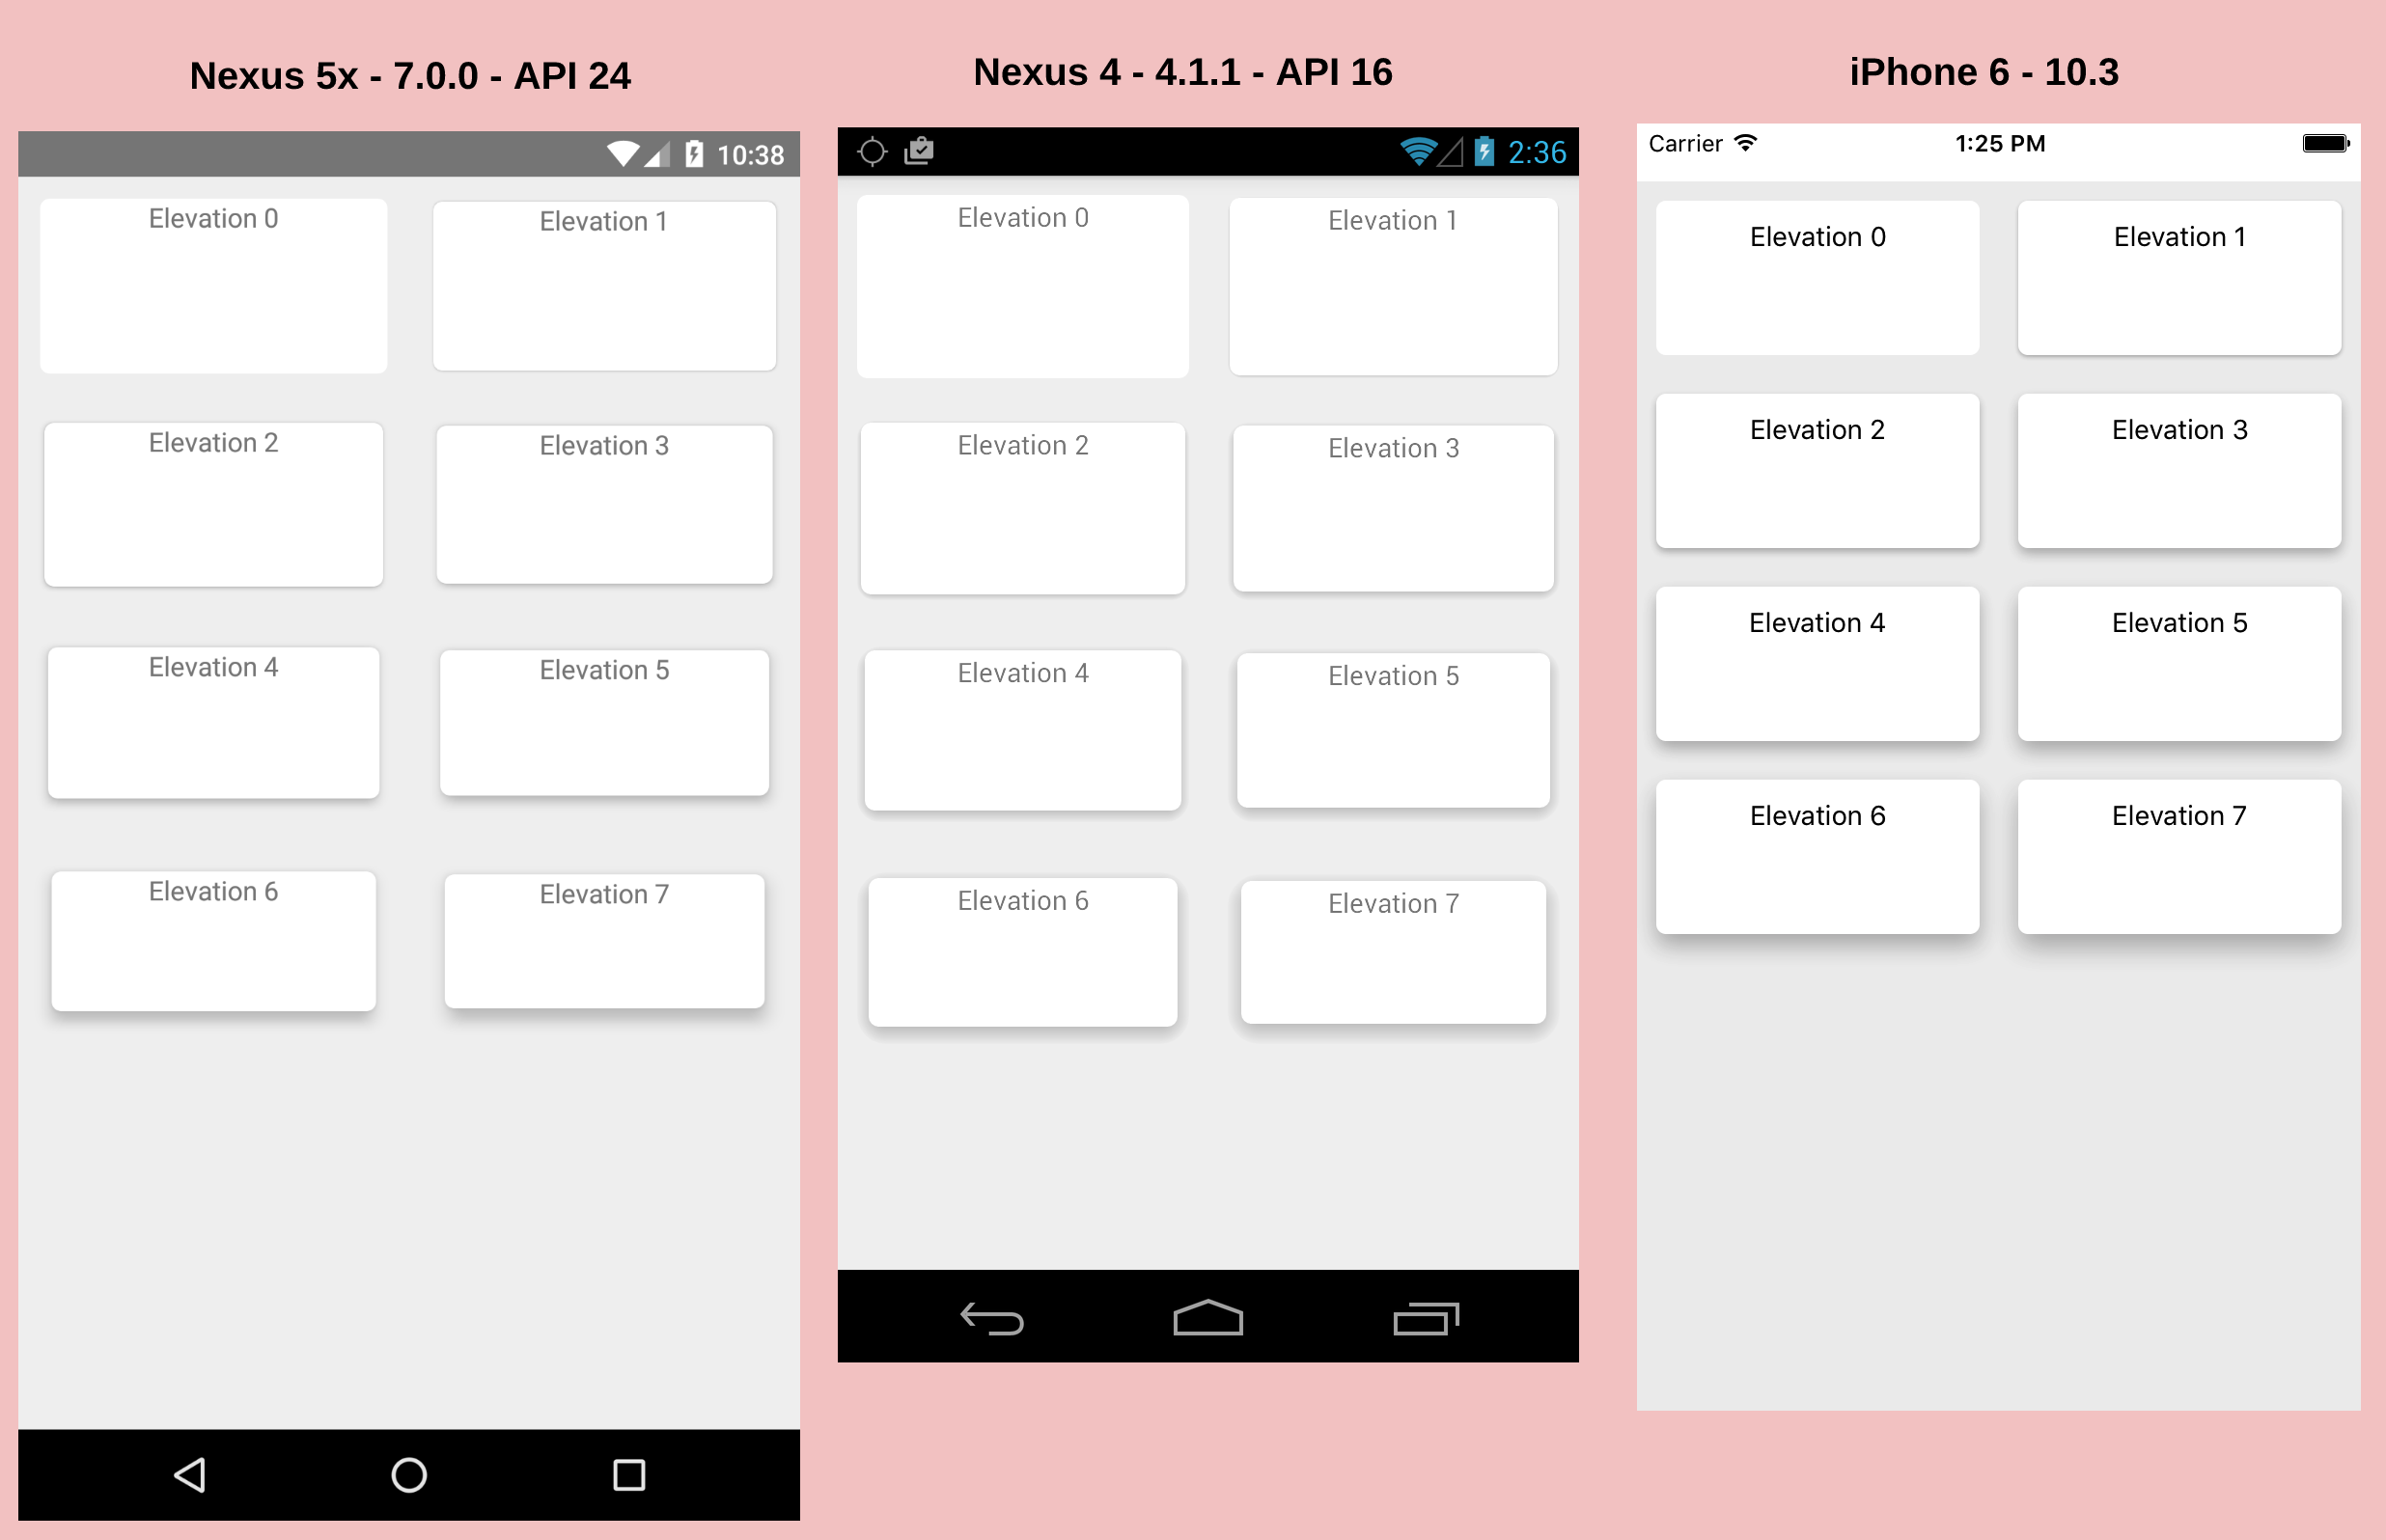 Nexus 5x - 7.0.0 - API 24
10:38
Elevation 0
Elevation 1
Elevation 2
Elevation 3
Elevation 4
Elevation 5
Elevation 6
Elevation 7
Nexus 4 - 4.1.1 - API 16
2:36
Elevation 0
Elevation 1
Elevation 2
Elevation 3
Elevation 4
Elevation 5
Elevation 6
Elevation 7
iPhone 6 - 10.3
Carrier 1:25 PM
Elevation 0
Elevation 1
Elevation 2
Elevation 3
Elevation 4
Elevation 5
Elevation 6
Elevation 7